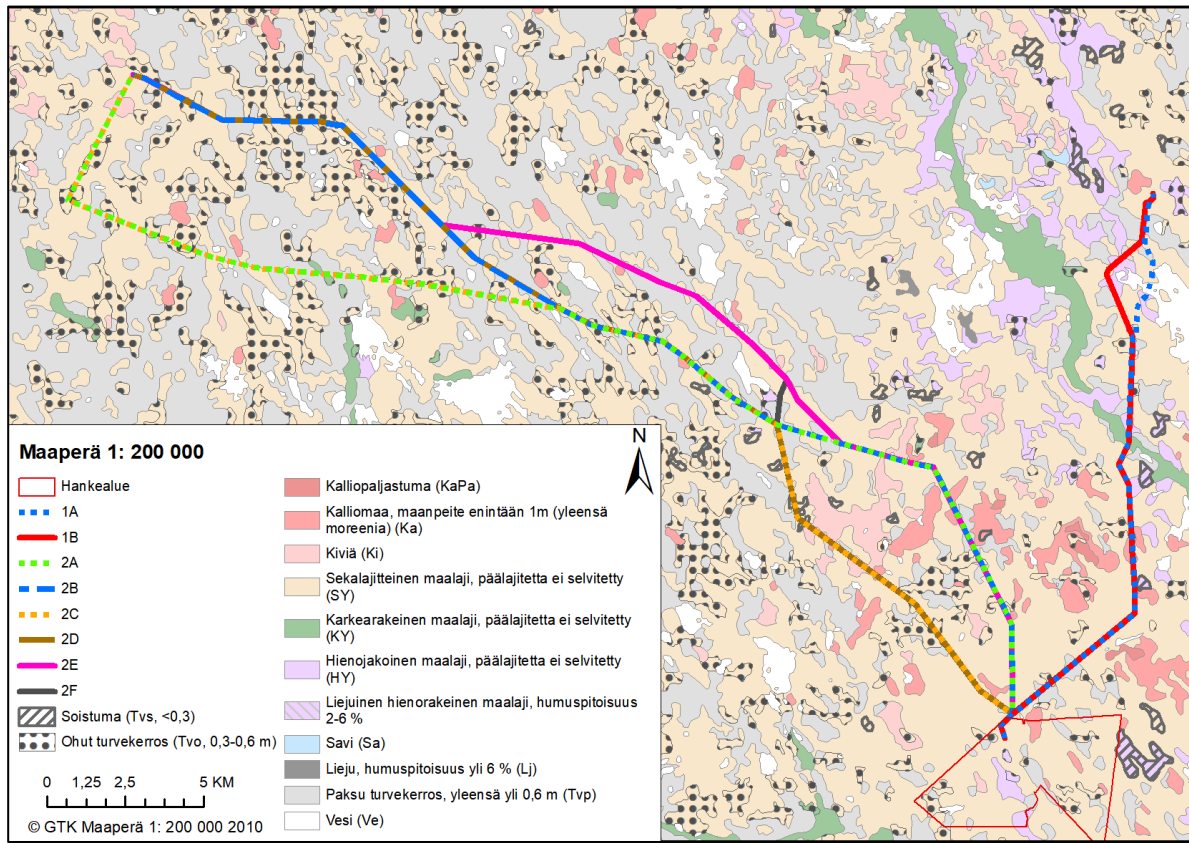 N
Maaperä 1: 200 000
Hankealue
1A
1B
2A
2B
2C
2D
2E
2F
Soistuma (Tvs, <0,3)
Ohut turvekerros (Tvo, 0,3-0,6 m)
0 1,25 2,5 5 KM
© GTK Maaperä 1: 200 000 2010
Kalliopaljastuma (KaPa)
Kalliomaa, maanpeite enintään 1m (yleensä
moreenia) (Ka)
Kiviä (Ki)
Sekalajitteinen maalaji, päälajitetta ei selvitetty
(SY)
Karkearakeinen maalaji, päälajitetta ei selvitetty
(KY)
Hienojakoinen maalaji, päälajitetta ei selvitetty
(HY)
Liejuinen hienorakeinen maalaji, humuspitoisuus
2-6 %
Savi (Sa)
Lieju, humuspitoisuus yli 6 % (Lj)
Paksu turvekerros, yleensä yli 0,6 m (Tvp)
Vesi (Ve)